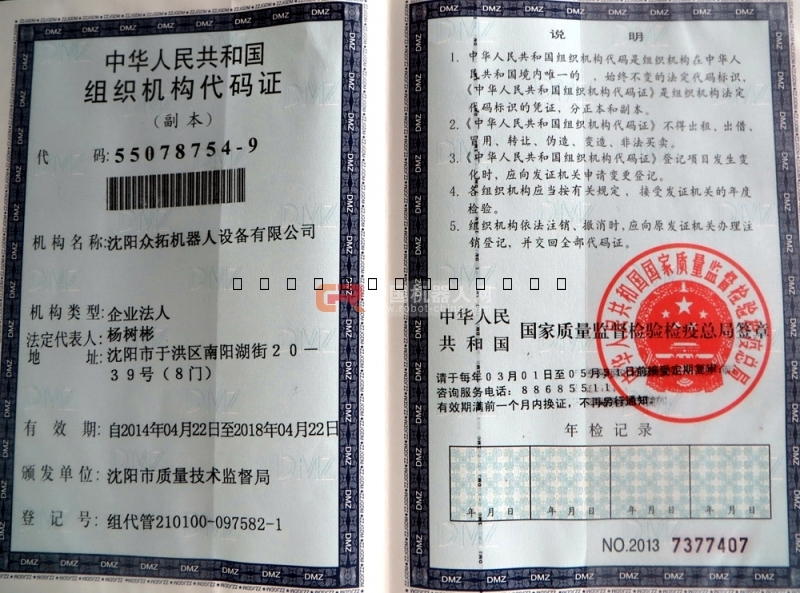 中华人民共和国
组织机构代码证
(副本)
代 码:55078754-9
机构名称:沈阳众拓机器人设备有限公司
机构类型:企业法人
法定代表人:杨树彬
地 址:沈阳市于洪区南阳湖街20-
39号(8门)
有 效 期:自2014年04月22日至2018年04月22日
颁发单位:沈阳市质量技术监督局
登 记 号:组代管210100-097582-1
说 明
1. 中华人民共和国组织机构代码是组织机构在中华人
民共和国境内唯一的、始终不变的法定代码标识,
《中华人民共和国组织机构代码证》是组织机构法定
代码标识的凭证,分正本和副本。
2.《中华人民共和国组织机构代码证》不得出租、出借、
冒用、转让、伪造、变造、非法买卖。
3.《中华人民共和国组织机构代码证》登记项目发生变
化时,应向发证机关申请变更登记。
4. 各组织机构应当按有关规定,接受发证机关的年度
检验。
5. 组织机构依法注销、撤消时,应向原发证机关办理注
销登记,并交回全部代码证。
中华人民
共和国 国家质量监督检验检疫总局签章
请于每年03月01日至05月31日前接受定期复审
咨询服务电话:88685511.
有效期满前一个月内换证,不再另行通知
年检记录
年 月 日 年 月 日 年 月 日 年 月 日
NO.2013 7377407